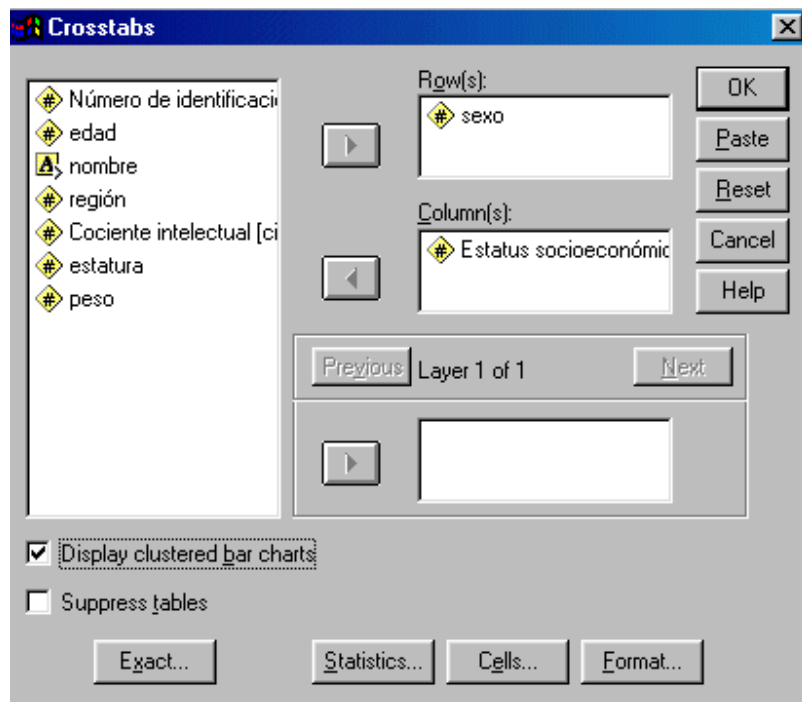 Crosstabs
Número de identificaci
edad
nombre
región
Cociente intelectual [ci
estatura
peso
Row(s):
sexo
Column(s):
Estatus socioeconómic
OK
Paste
Reset
Cancel
Help
Previous
Layer 1 of 1
Next
Display clustered bar charts
Suppress tables
Exact...
Statistics...
Cells...
Format...